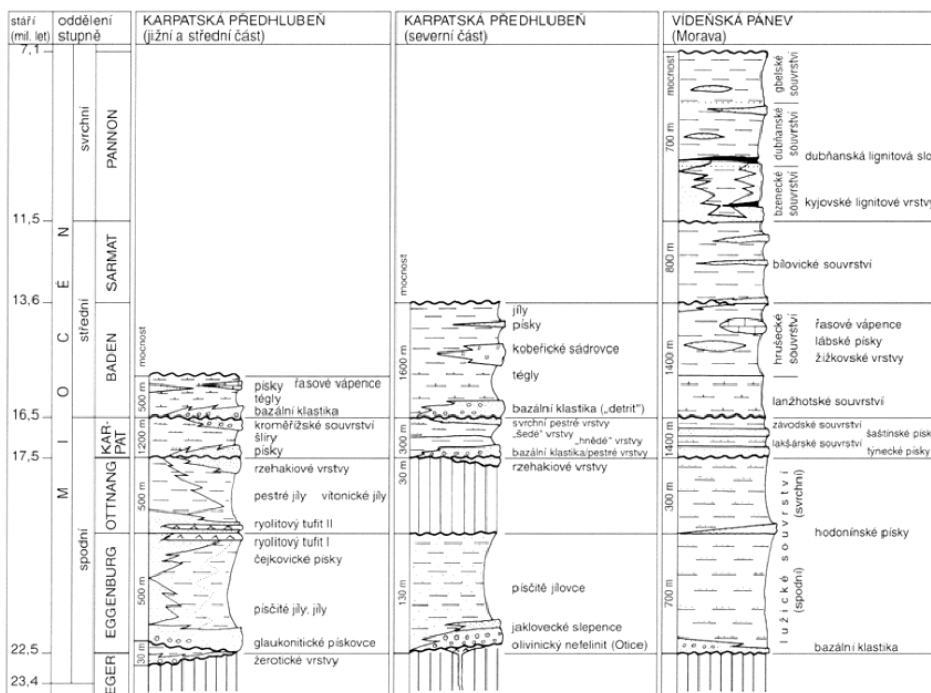 stáří
(mil. let)
oddělení
stupně
KARPATSKÁ PŘEDHLUBEŇ
(jižní a střední část)
KARPATSKÁ PŘEDHLUBEŇ
(severní část)
VÍDEŇSKÁ PÁNEV
(Morava)
7,1
11,5
13,6
16,5
17,5
22,5
23,4
MIOCÉN
svrchní
střední
spodní
PANNON
SARMAT
BADEN
KAR-
PAT
OTTNANG
EGGENBURG
EGER
mocnost
500 m
1200 m
500 m
500 m
30 m
písky řasové vápence
tégly
bazální klastika
kroměřížské souvrství
šlíry
písky
rzehakiové vrstvy
pestré jíly vítonické jíly
ryolitový tufit II
ryolitový tufit I
čejkovické písky
písčité jíly, jíly
glaukonitické pískovce
žerotické vrstvy
mocnost
1600 m
300 m
30 m
130 m
jíly
písky
kobeřické sádrovce
tégly
bazální klastika („detrit")
svrchní pestré vrstvy
„šedé" vrstvy
„hnědé" vrstvy
bazální klastika/pestré vrstvy
rzehakiové vrstvy
písčité jílovce
jaklovecké slepence
olivinický nefelinit (Otice)
mocnost
700 m
800 m
1400 m
1400 m
300 m
700 m
gbelské
souvrství
dubňanské
souvrství
bzenecké
souvrství
dubňanská lignitová slo
kyjovské lignitové vrstvy
bílovické souvrství
hrušecké
souvrství
řasové vápence
lábské písky
žižkovské vrstvy
lanžhotské souvrství
závodské souvrství
šaštínské písk
lakšárské souvrství
týnecké písky
lužické souvrství
(svrchní)
(spodní)
hodonínské písky
bazální klastika